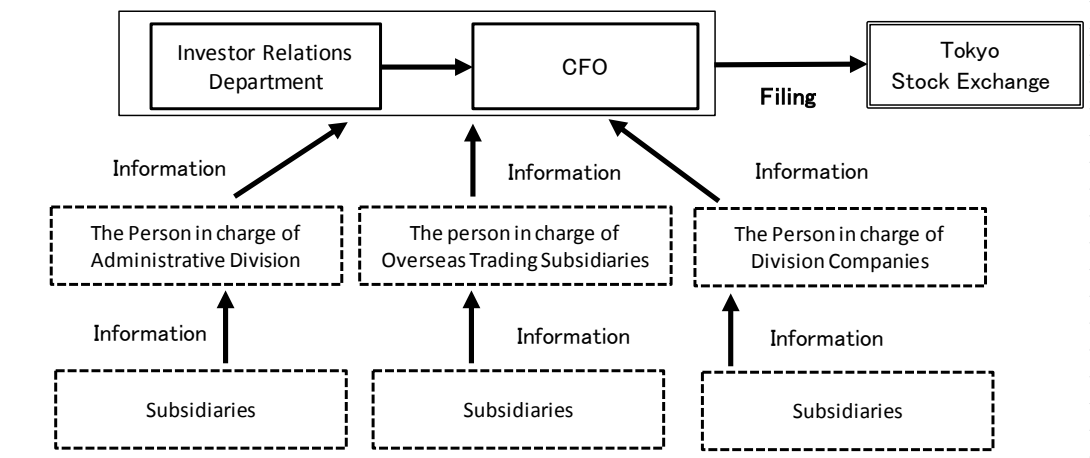 Investor Relations
Department
CFO
Tokyo
Stock Exchange
Filing
Information
Information
Information
The Person in charge of
Administrative Division
The person in charge of
Overseas Trading Subsidiaries
The Person in charge of
Division Companies
Information
Information
Information
Subsidiaries
Subsidiaries
Subsidiaries